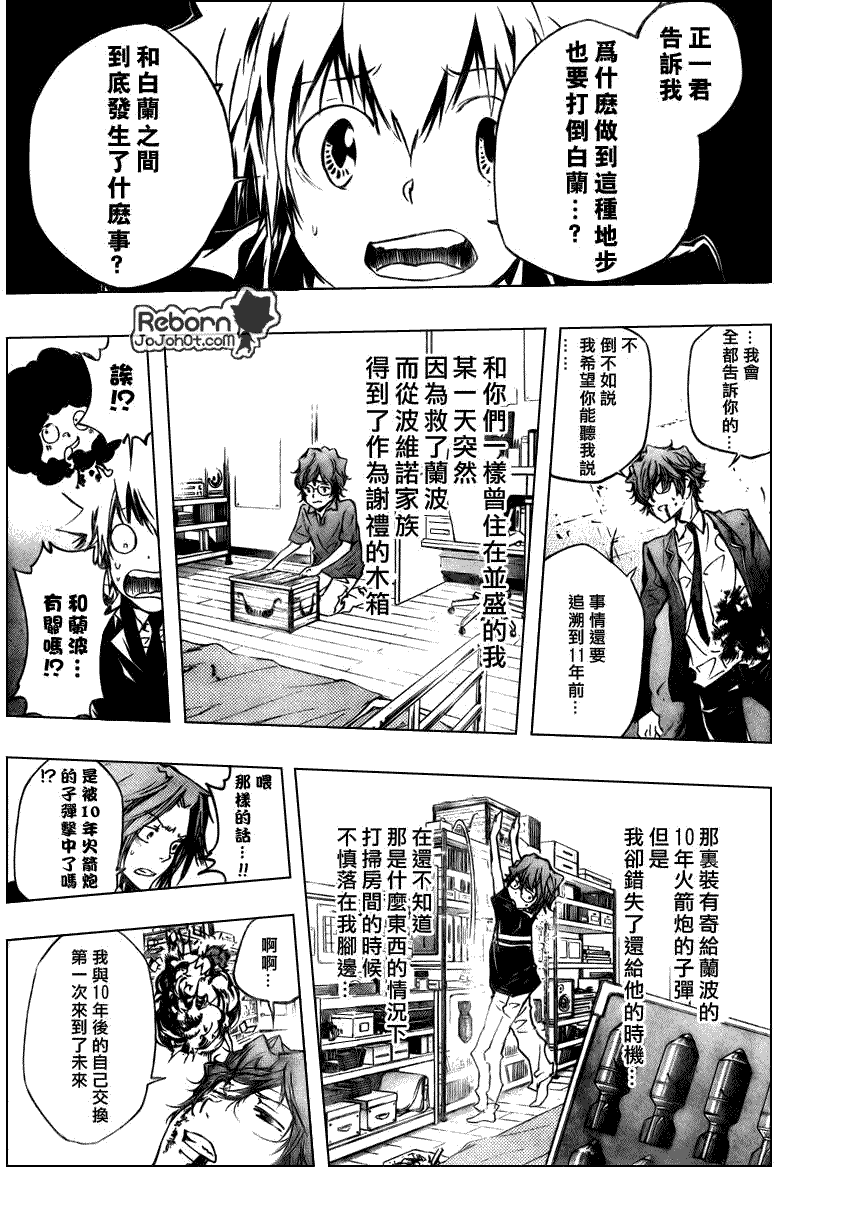 正一君
告訴我
爲什麽做到這種地步
也要打倒白蘭…?
和白蘭之間
到底發生了什麽事?
Reborn
JoJoh0t.com
…我會
全都告訴你的…
不
倒不如說
我希望你能聽我說
……
事情還要
追溯到11年前…
和你們一樣曾住在並盛的我
某一天突然
因為救了蘭波
而從波維諾家族
得到了作為謝禮的木箱
誒!?
和蘭波…
有關嗎!?
那裏裝有寄給蘭波的
10年火箭炮的子彈
但是
我卻錯失了還給他的時機…
在還不知道
那是什麼東西的情況下
打掃房間的時候
不慎落在我腳邊…
喂
那樣的話…!!
是被10年火箭炮
的子彈擊中了嗎
!?
啊啊…
我與10年後的自己交換
第一次來到了未來